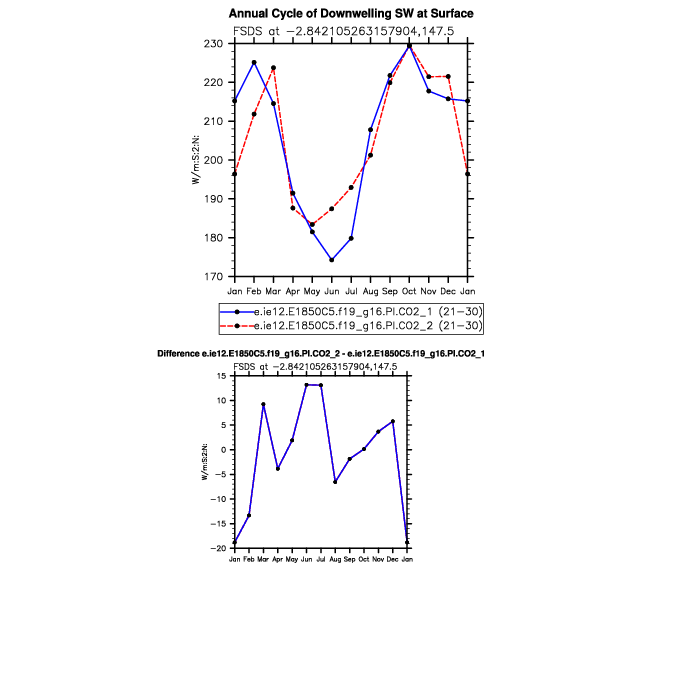 Annual Cycle of Downwelling SW at Surface
FSDS at −2.842105263157904,147.5
230
220
210
200
190
180
170
W/m:S:2:N:
Jan Feb Mar Apr May Jun Jul Aug Sep Oct Nov Dec Jan
e.ie12.E1850C5.f19_g16.PI.CO2_1 (21−30)
e.ie12.E1850C5.f19_g16.PI.CO2_2 (21−30)
Difference e.ie12.E1850C5.f19_g16.PI.CO2_2 - e.ie12.E1850C5.f19_g16.PI.CO2_1
FSDS at −2.842105263157904,147.5
15
10
5
0
−5
−10
−15
−20
W/m:S:2:N:
Jan Feb Mar Apr May Jun Jul Aug Sep Oct Nov Dec Jan